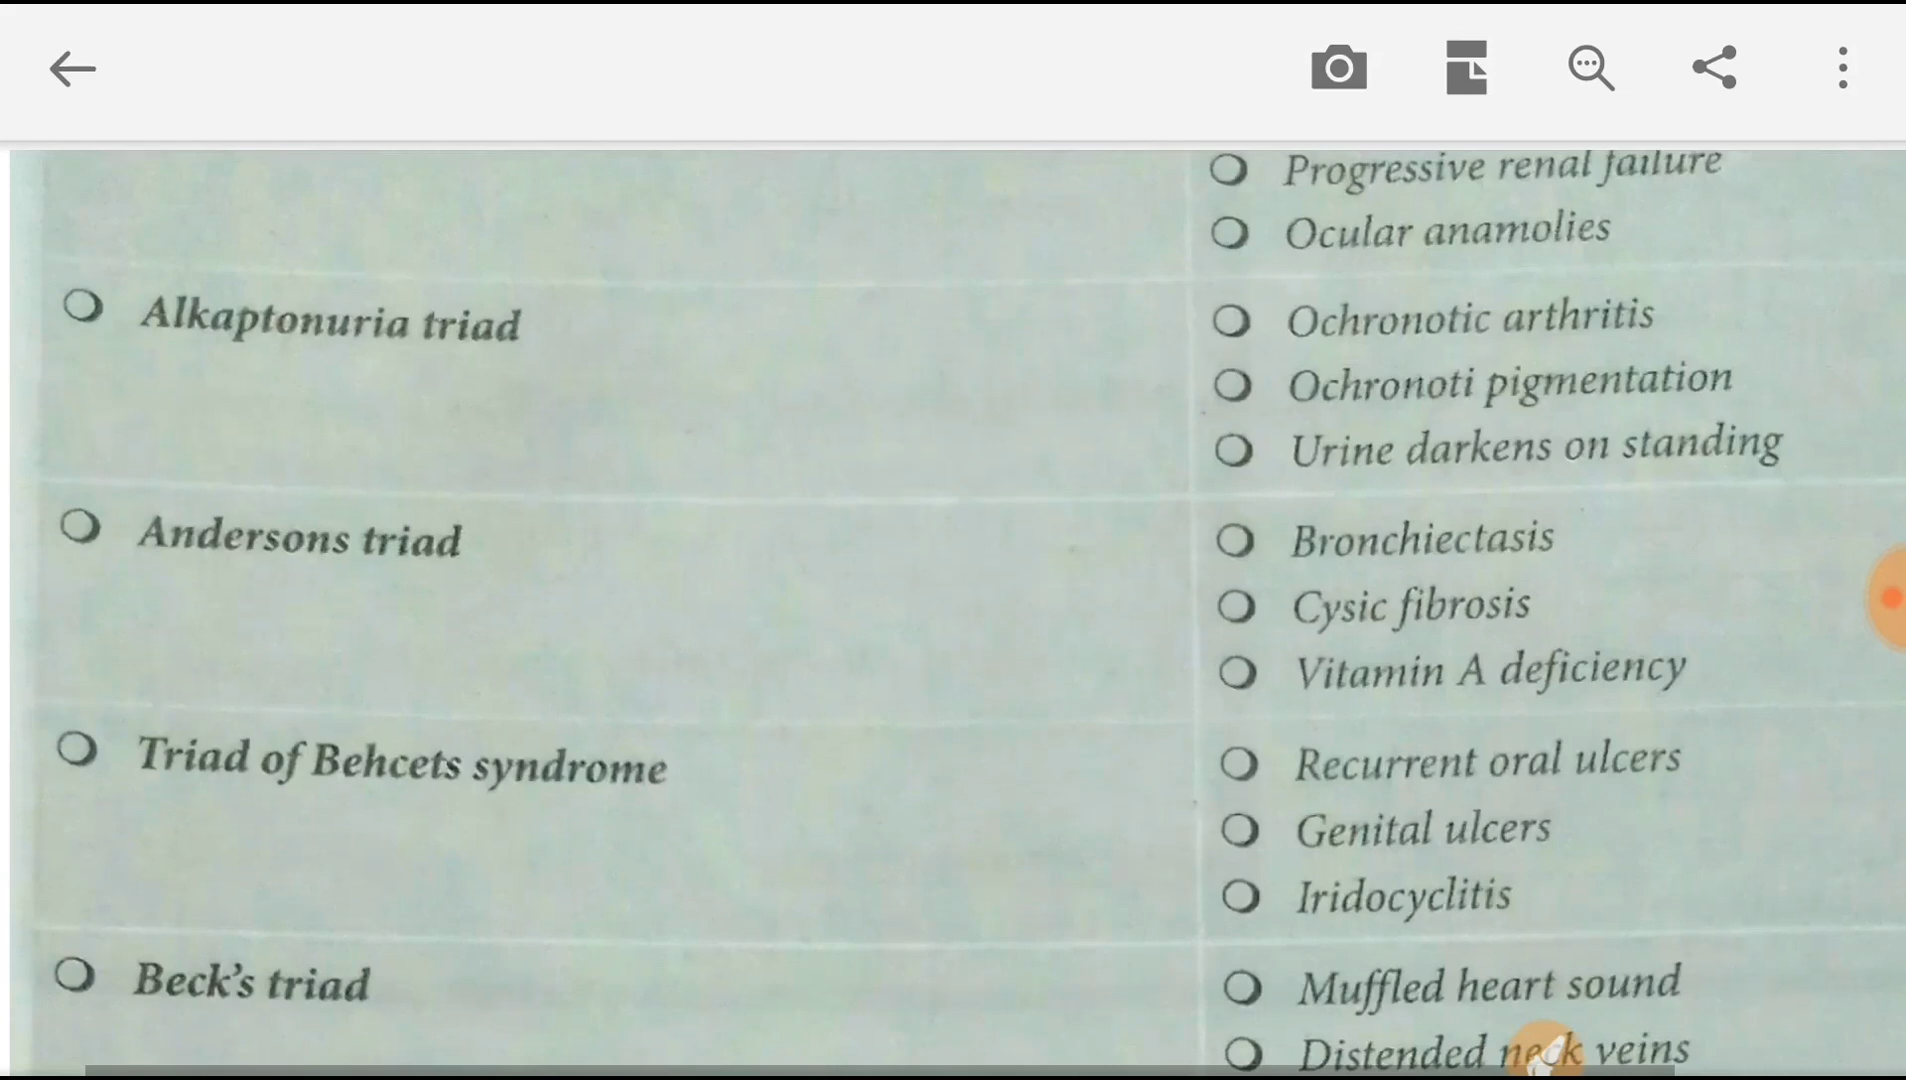 Progressive renal failure
Ocular anamolies
Alkaptonuria triad
Ochronotic arthritis
Ochronoti pigmentation
Urine darkens on standing
Andersons triad
Bronchiectasis
Cysic fibrosis
Vitamin A deficiency
Triad of Behcets syndrome
Recurrent oral ulcers
Genital ulcers
Iridocyclitis
Beck's triad
Muffled heart sound
Distended neck veins